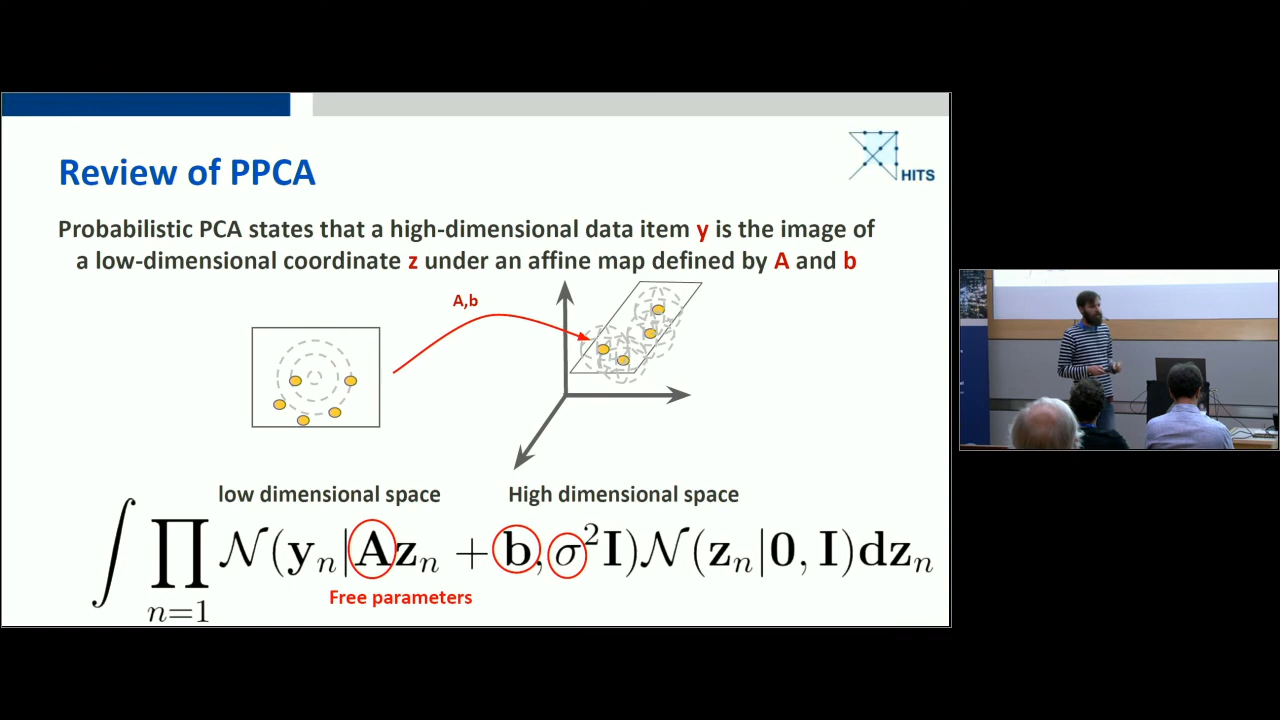 Review of PPCA
HITS
Probabilistic PCA states that a high-dimensional data item y is the image of
a low-dimensional coordinate z under an affine map defined by A and b
A,b
low dimensional space
High dimensional space
∫ ∏_{n=1} 𝒩(y_n|Az_n + b, σ²I)𝒩(z_n|0, I)dz_n
Free parameters